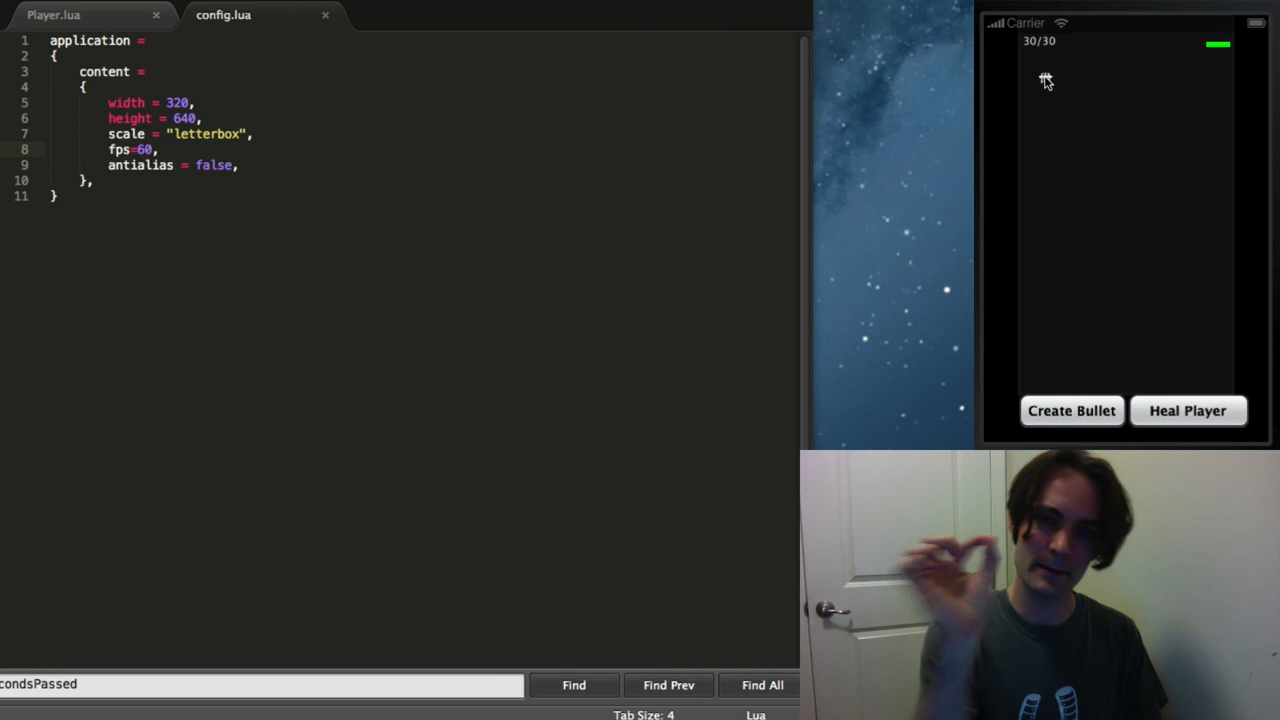 Player.lua
config.lua
1 application =
2 {
3 content =
4 {
5 width = 320,
6 height = 640,
7 scale = "letterbox",
8 fps=60,
9 antialias = false,
10 },
11 }
condsPassed
Find
Find Prev
Find All
Tab Size: 4
Lua
Carrier
30/30
Create Bullet
Heal Player